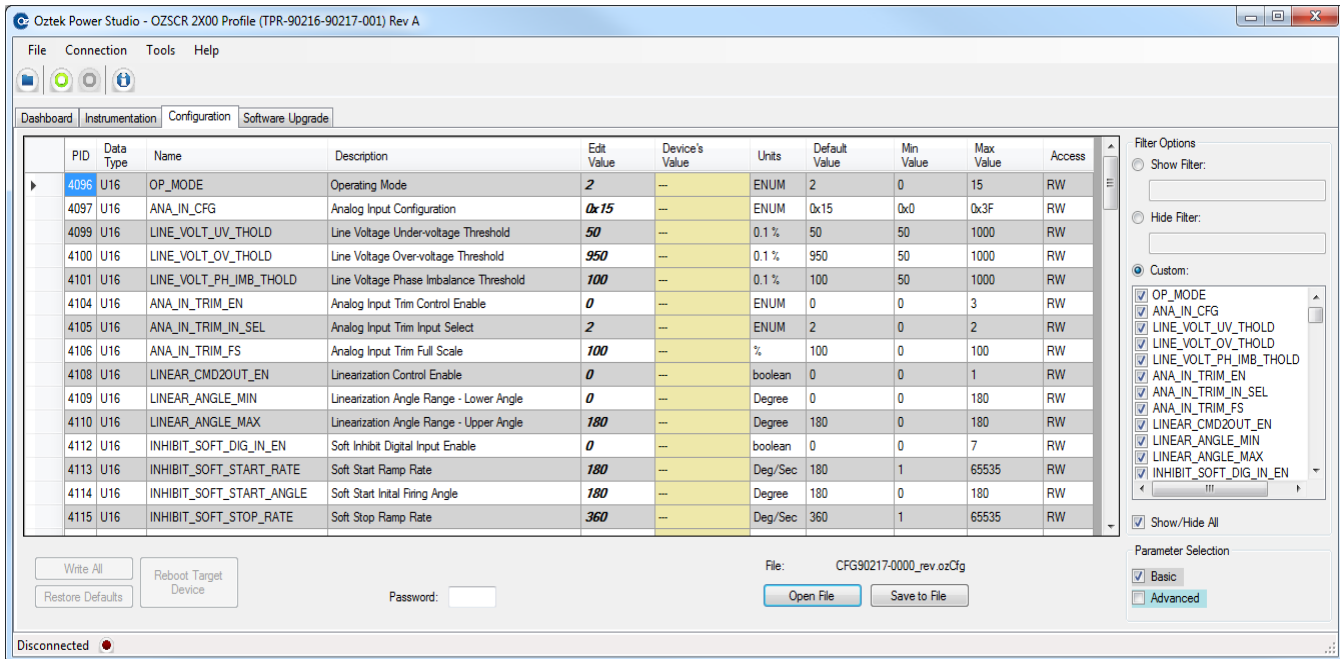 Oztek Power Studio - OZSCR 2X00 Profile (TPR-90216-90217-001) Rev A
File Connection Tools Help
Dashboard Instrumentation Configuration Software Upgrade
PID Data Type Name Description Edit Value Device's Value Units Default Value Min Value Max Value Access
4096 U16 OP_MODE Operating Mode 2 --- ENUM 2 0 15 RW
4097 U16 ANA_IN_CFG Analog Input Configuration 0x15 --- ENUM 0x15 0x0 0x3F RW
4099 U16 LINE_VOLT_UV_THOLD Line Voltage Under-voltage Threshold 50 --- 0.1 % 50 50 1000 RW
4100 U16 LINE_VOLT_OV_THOLD Line Voltage Over-voltage Threshold 950 --- 0.1 % 950 50 1000 RW
4101 U16 LINE_VOLT_PH_IMB_THOLD Line Voltage Phase Imbalance Threshold 100 --- 0.1 % 100 50 1000 RW
4104 U16 ANA_IN_TRIM_EN Analog Input Trim Control Enable 0 --- ENUM 0 0 3 RW
4105 U16 ANA_IN_TRIM_IN_SEL Analog Input Trim Input Select 2 --- ENUM 2 0 2 RW
4106 U16 ANA_IN_TRIM_FS Analog Input Trim Full Scale 100 --- % 100 0 100 RW
4108 U16 LINEAR_CMD2OUT_EN Linearization Control Enable 0 --- boolean 0 0 1 RW
4109 U16 LINEAR_ANGLE_MIN Linearization Angle Range - Lower Angle 0 --- Degree 0 0 180 RW
4110 U16 LINEAR_ANGLE_MAX Linearization Angle Range - Upper Angle 180 --- Degree 180 0 180 RW
4112 U16 INHIBIT_SOFT_DIG_IN_EN Soft Inhibit Digital Input Enable 0 --- boolean 0 0 7 RW
4113 U16 INHIBIT_SOFT_START_RATE Soft Start Ramp Rate 180 --- Deg/Sec 180 1 65535 RW
4114 U16 INHIBIT_SOFT_START_ANGLE Soft Start Inital Firing Angle 180 --- Degree 180 0 180 RW
4115 U16 INHIBIT_SOFT_STOP_RATE Soft Stop Ramp Rate 360 --- Deg/Sec 360 1 65535 RW
Filter Options
Show Filter:
Hide Filter:
Custom:
OP_MODE
ANA_IN_CFG
LINE_VOLT_UV_THOLD
LINE_VOLT_OV_THOLD
LINE_VOLT_PH_IMB_THOLD
ANA_IN_TRIM_EN
ANA_IN_TRIM_IN_SEL
ANA_IN_TRIM_FS
LINEAR_CMD2OUT_EN
LINEAR_ANGLE_MIN
LINEAR_ANGLE_MAX
INHIBIT_SOFT_DIG_IN_EN
Show/Hide All
Parameter Selection
Basic
Advanced
Write All
Restore Defaults
Reboot Target
Device
Password:
File: CFG90217-0000_rev.ozCfg
Open File Save to File
Disconnected